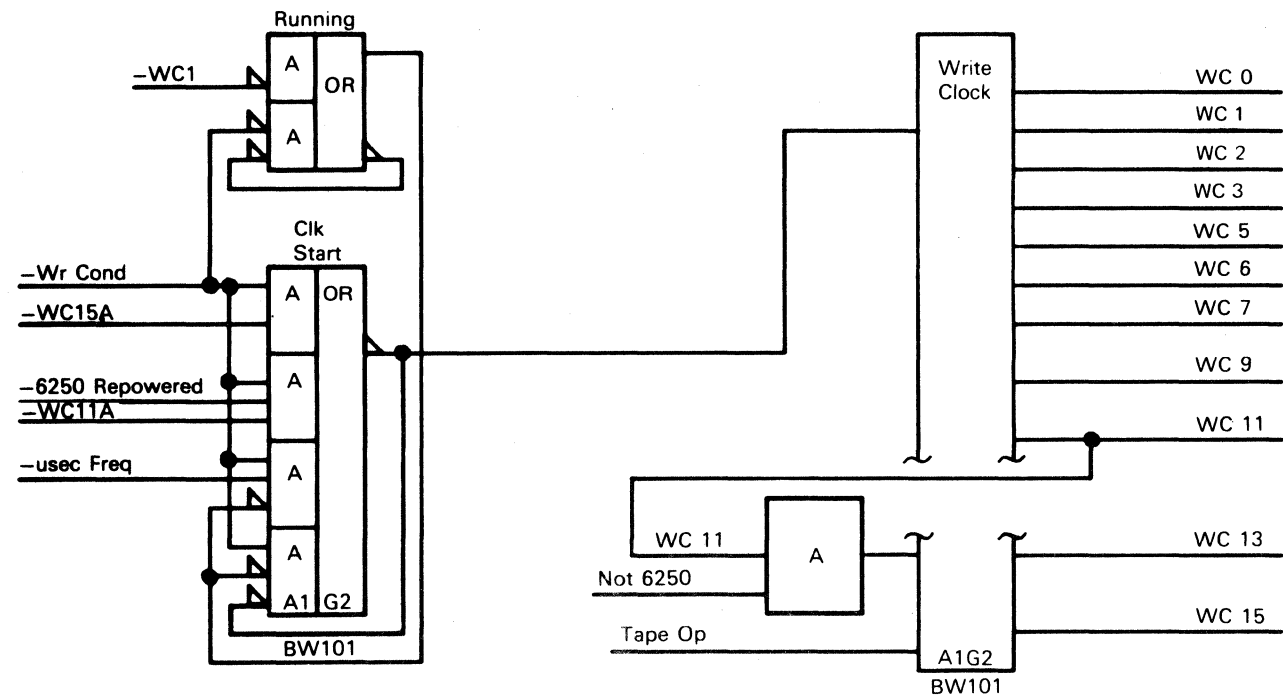 Running
A
OR
-WC1
A
Clk
Start
-Wr Cond
A
OR
-WC15A
A
-6250 Repowered
-WC11A
-usec Freq
A
A
A1
G2
BW101
Write
Clock
WC 0
WC 1
WC 2
WC 3
WC 5
WC 6
WC 7
WC 9
WC 11
WC 11
A
Not 6250
Tape Op
WC 13
WC 15
A1G2
BW101